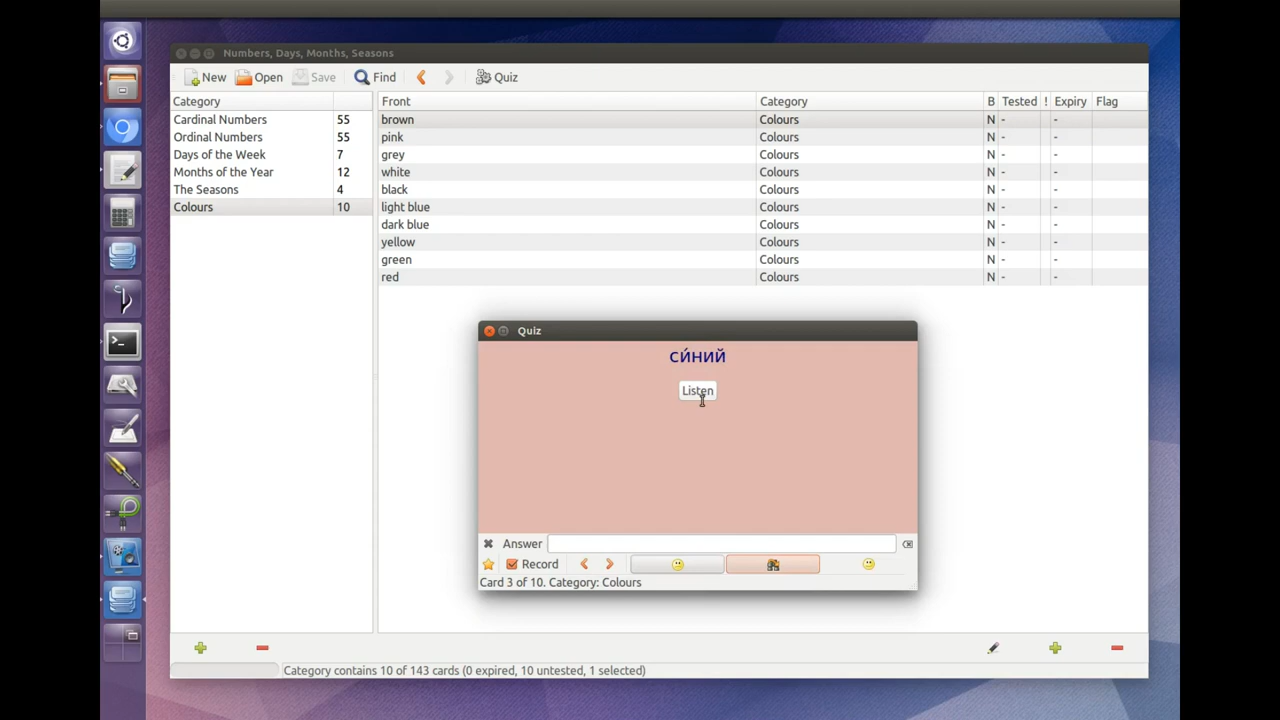 Numbers, Days, Months, Seasons
New Open Save Find Quiz
Category
Cardinal Numbers 55
Ordinal Numbers 55
Days of the Week 7
Months of the Year 12
The Seasons 4
Colours 10
Front Category B Tested ! Expiry Flag
brown Colours N - -
pink Colours N - -
grey Colours N - -
white Colours N - -
black Colours N - -
light blue Colours N - -
dark blue Colours N - -
yellow Colours N - -
green Colours N - -
red Colours N - -
Quiz
си́ний
Listen
Answer
Record
Card 3 of 10. Category: Colours
Category contains 10 of 143 cards (0 expired, 10 untested, 1 selected)